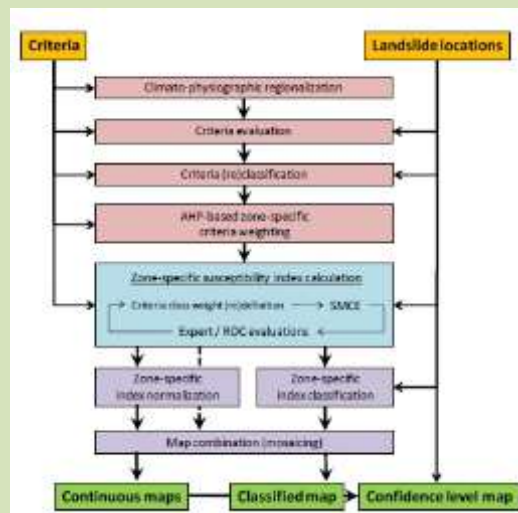 Criteria
Landslide locations
Climato-physiographic regionalization
Criteria evaluation
Criteria (re)classification
AHP-based zone-specific
criteria weighting
Zone-specific susceptibility index calculation
Criteria class weight (re)definition
SMCE
Expert / ROC evaluations
Zone-specific
index normalization
Zone-specific
index classification
Map combination (mosaicing)
Continuous maps
Classified map
Confidence level map